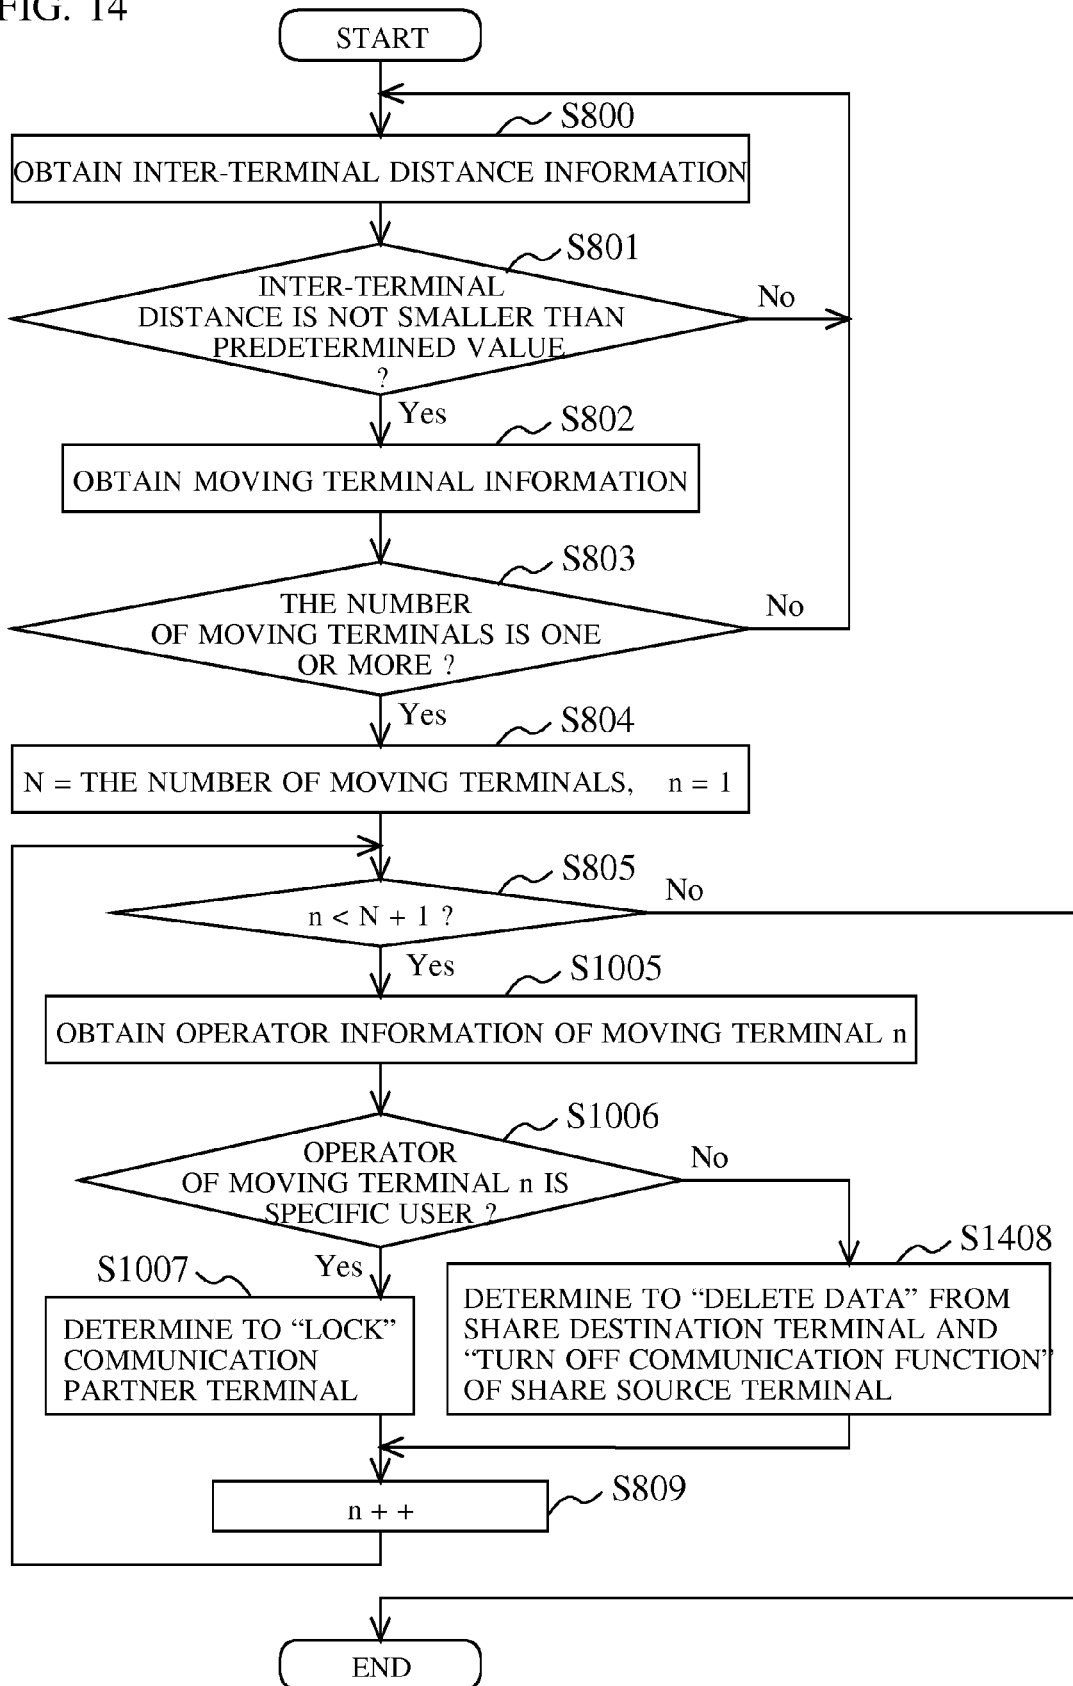 FIG. 14
START
S800
OBTAIN INTER-TERMINAL DISTANCE INFORMATION
S801
INTER-TERMINAL
DISTANCE IS NOT SMALLER THAN
PREDETERMINED VALUE
?
No
Yes
S802
OBTAIN MOVING TERMINAL INFORMATION
S803
THE NUMBER
OF MOVING TERMINALS IS ONE
OR MORE ?
No
Yes
S804
N = THE NUMBER OF MOVING TERMINALS, n = 1
S805
n < N + 1 ?
No
Yes
S1005
OBTAIN OPERATOR INFORMATION OF MOVING TERMINAL n
S1006
OPERATOR
OF MOVING TERMINAL n IS
SPECIFIC USER ?
No
Yes
S1007
DETERMINE TO “LOCK”
COMMUNICATION
PARTNER TERMINAL
S1408
DETERMINE TO “DELETE DATA” FROM
SHARE DESTINATION TERMINAL AND
“TURN OFF COMMUNICATION FUNCTION”
OF SHARE SOURCE TERMINAL
S809
n + +
END